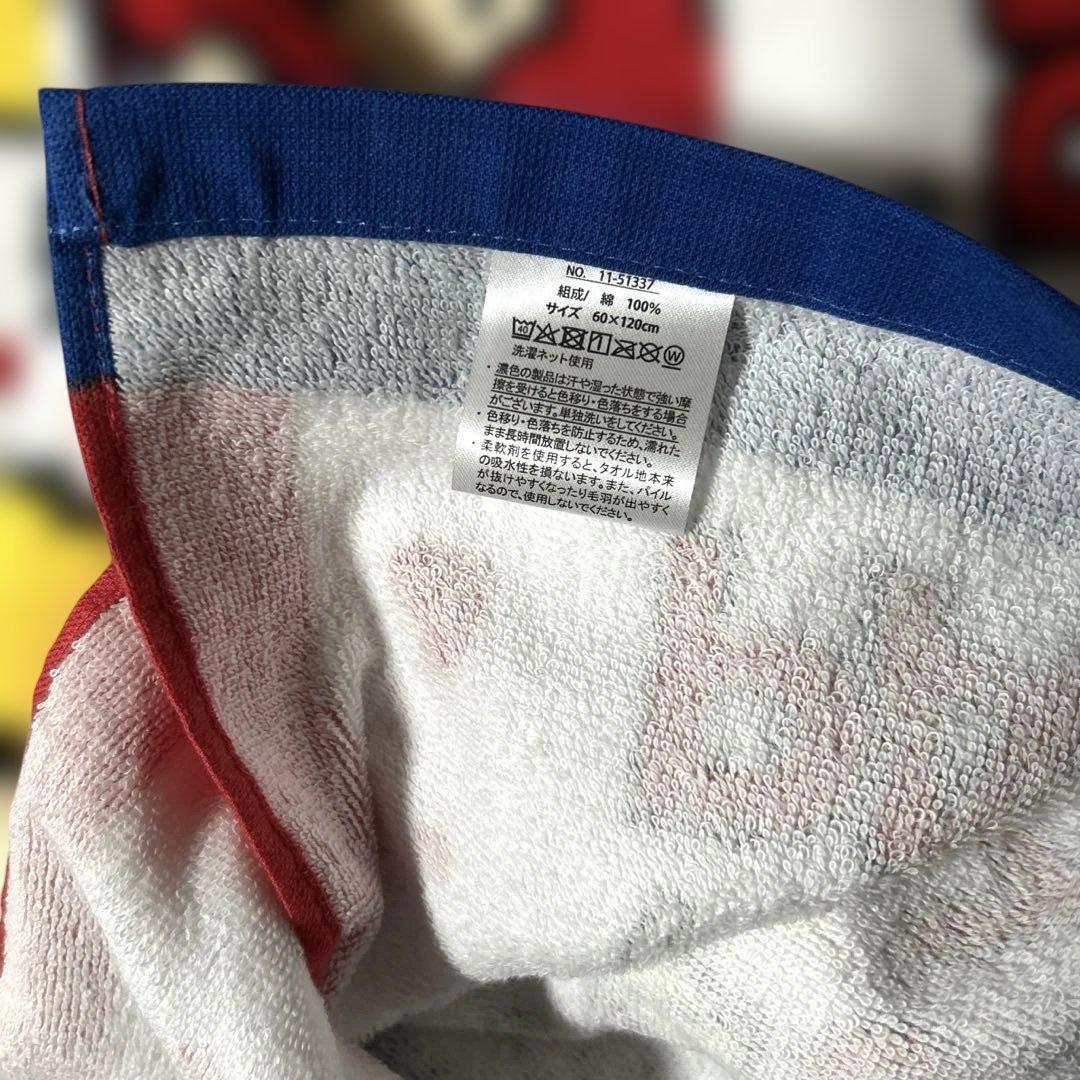 NO. 11-51337
組成/ 綿 100%
サイズ 60×120cm
40 W
洗濯ネット使用
・濃色の製品は汗や湿った状態で強い摩
擦を受けると色移り・色落ちをする場合
がございます。単独洗いをしてください。
・色移り・色落ちを防止するため、濡れた
まま長時間放置しないでください。
・柔軟剤を使用すると、タオル地本来
の吸水性を損ないます。また、パイル
が抜けやすくなったり毛羽が出やすく
なるので、使用しないでください。